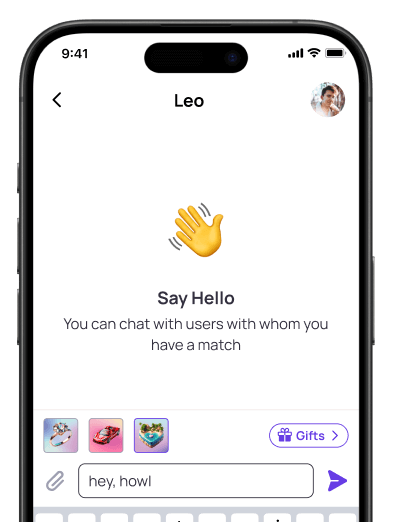 9:41
Leo
Say Hello
You can chat with users with whom you
have a match
Gifts
hey, howl